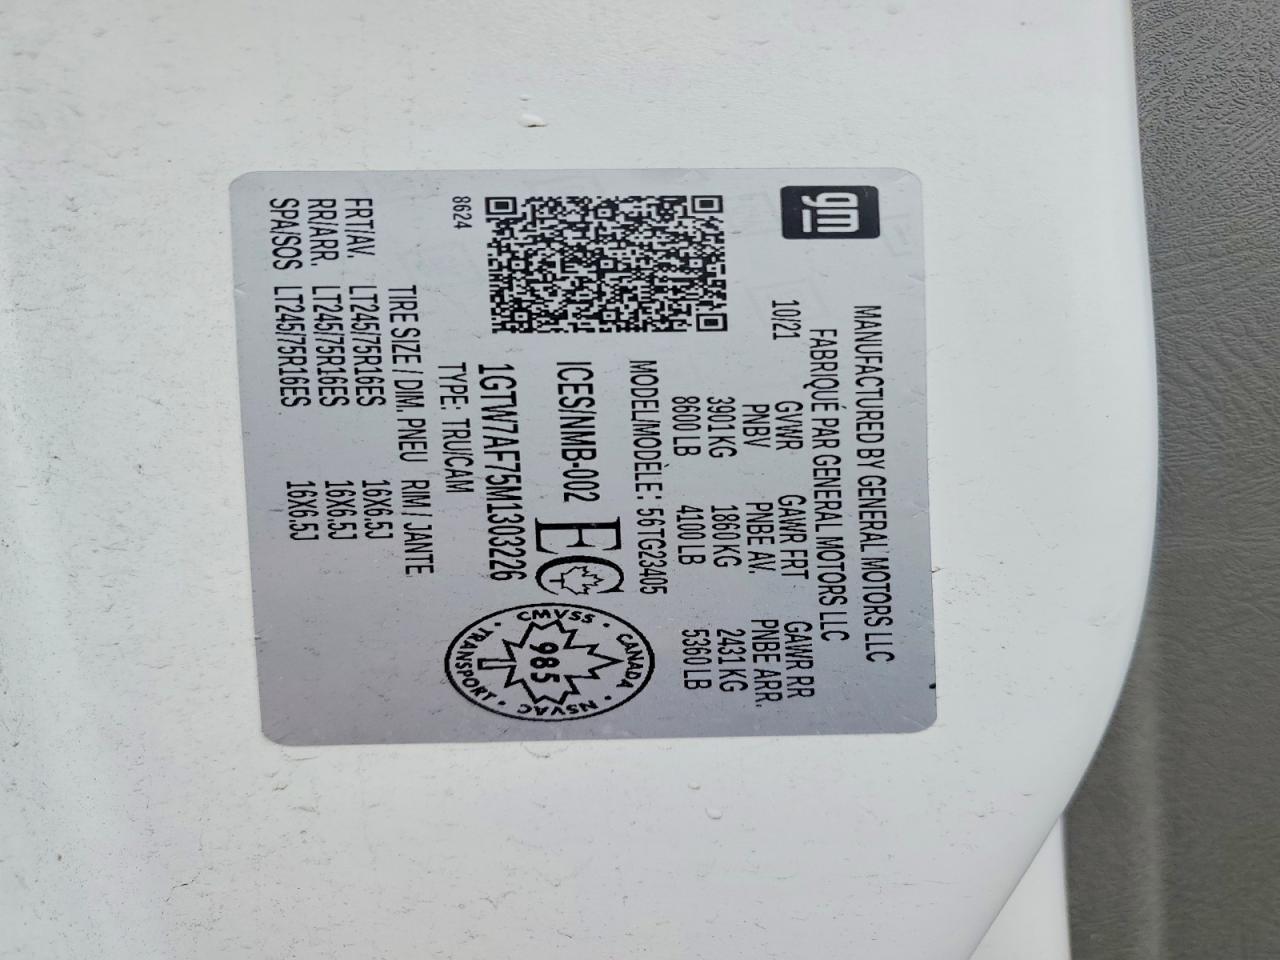 gm
MANUFACTURED BY GENERAL MOTORS LLC
FABRIQUÉ PAR GENERAL MOTORS LLC
10/21 GVWR GAWR FRT GAWR RR
PNBV PNBE AV. PNBE ARR.
3901 KG 1860 KG 2431 KG
8600 LB 4100 LB 5360 LB
MODEL/MODÈLE: 56TG23405
ICES/NMB-002 EC
CANADA · CMVSS · TRANSPORT · NSVAC ·
985
1GTW7AF75M1303226
8624 TYPE: TRU/CAM
TIRE SIZE / DIM. PNEU RIM / JANTE
FRT/AV. LT245/75R16ES 16X6.5J
RR/ARR. LT245/75R16ES 16X6.5J
SPA/SOS LT245/75R16ES 16X6.5J